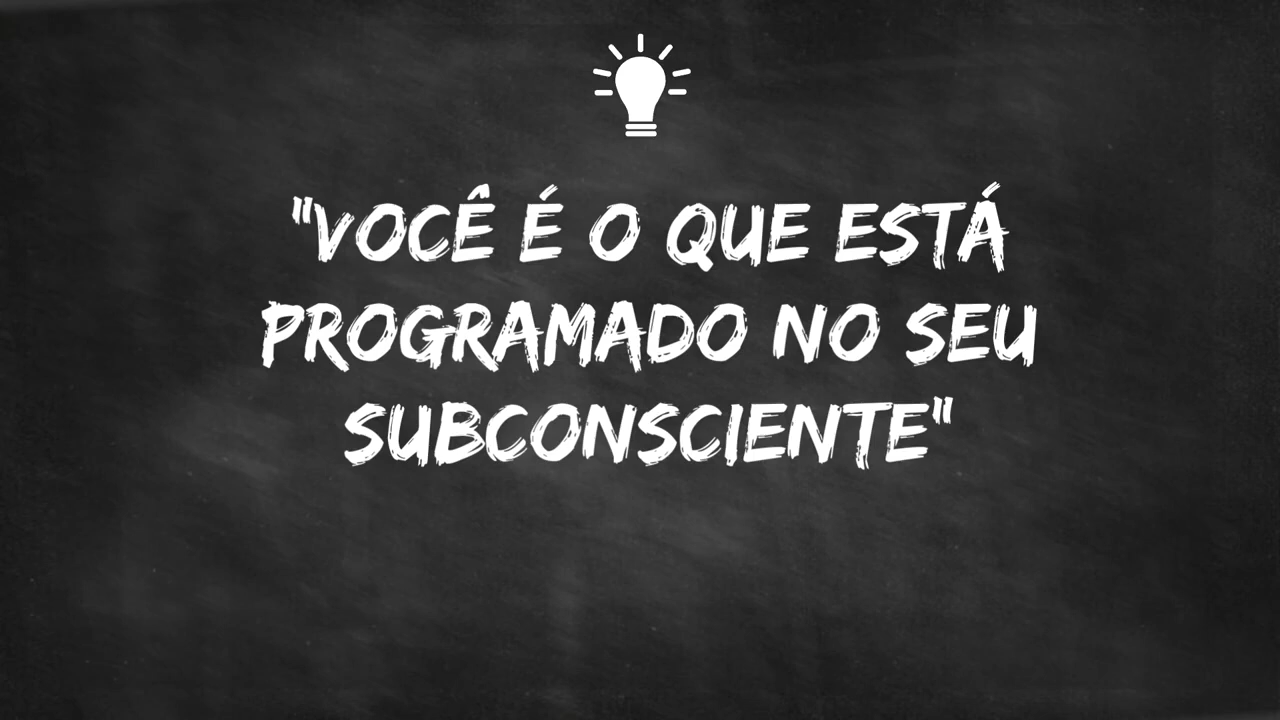 "VOCÊ É O QUE ESTÁ
PROGRAMADO NO SEU
SUBCONSCIENTE"